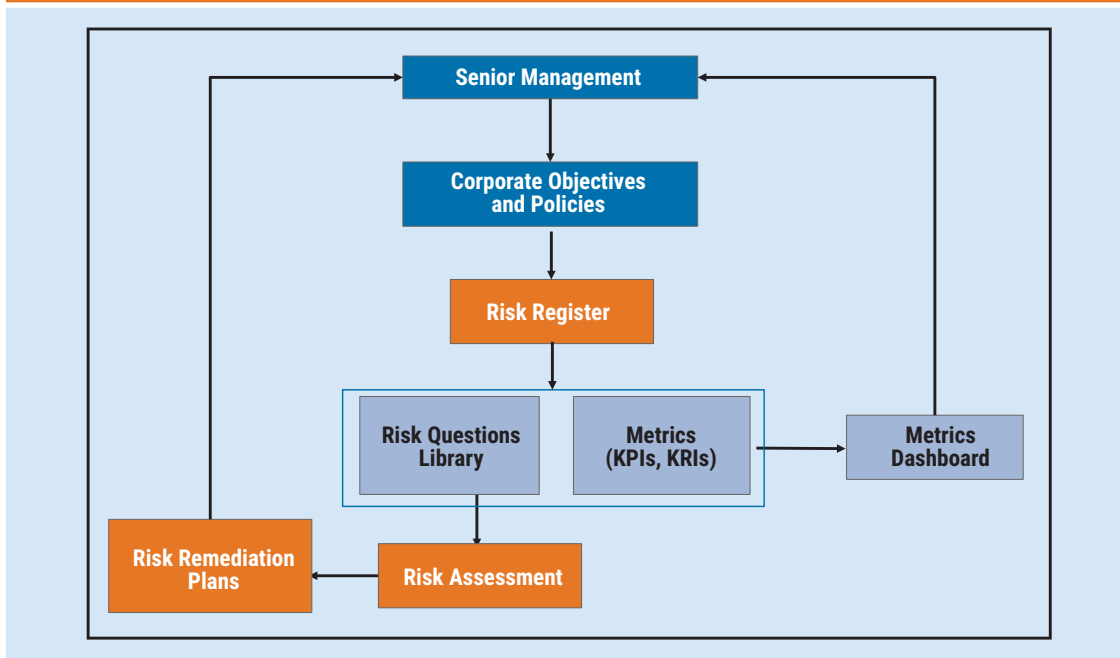 Senior Management
Corporate Objectives
and Policies
Risk Register
Risk Questions
Library
Metrics
(KPIs, KRIs)
Metrics
Dashboard
Risk Remediation
Plans
Risk Assessment